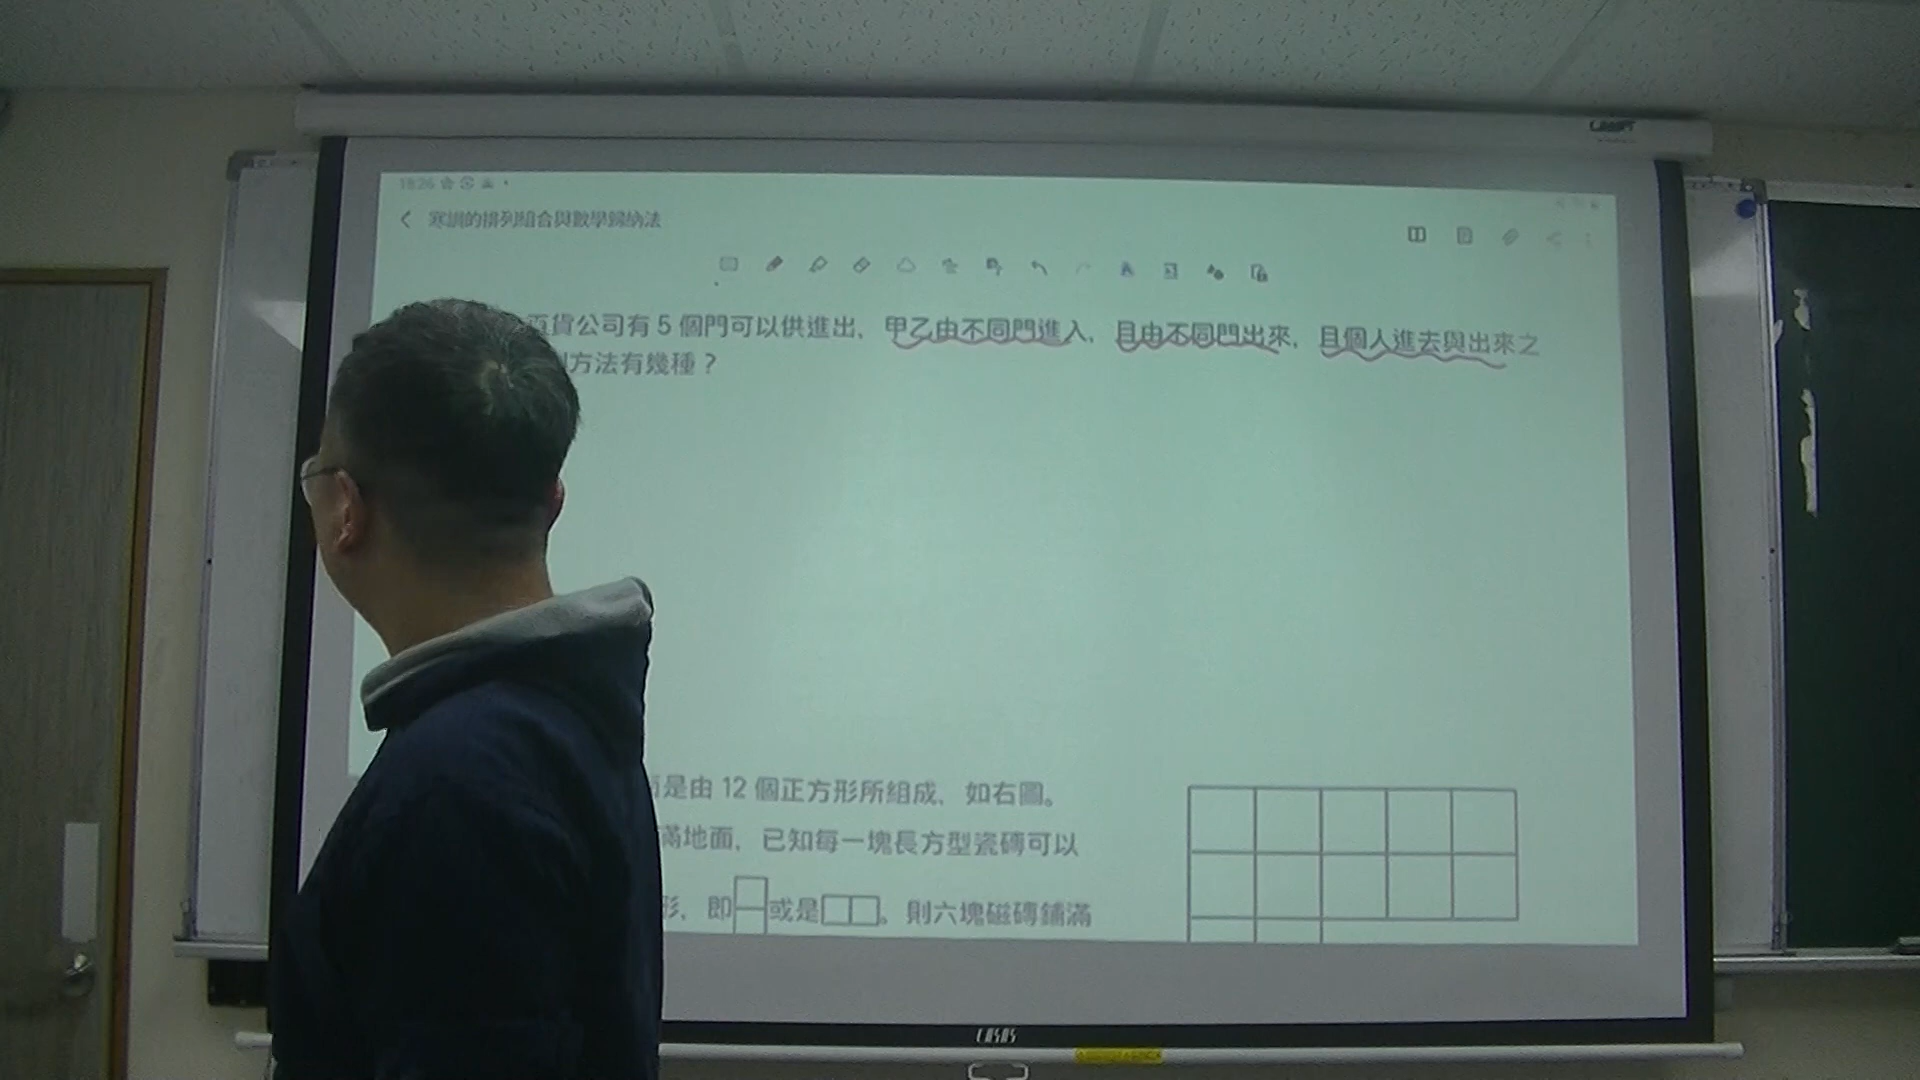 18:26
寒訓的排列組合與數學歸納法
百貨公司有 5 個門可以供進出，甲乙由不同門進入，且由不同門出來，且個人進去與出來之
方法有幾種？
是由 12 個正方形所組成，如右圖。
滿地面，已知每一塊長方型瓷磚可以
形，即 或是 。則六塊磁磚鋪滿
CASOS